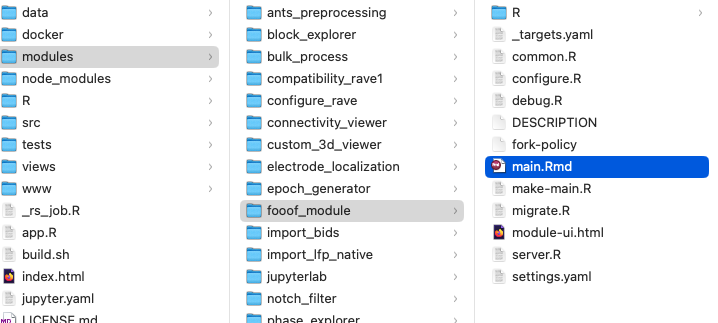 data
docker
modules
node_modules
R
src
tests
views
www
_rs_job.R
app.R
build.sh
index.html
jupyter.yaml
LICENSE.md
ants_preprocessing
block_explorer
bulk_process
compatibility_rave1
configure_rave
connectivity_viewer
custom_3d_viewer
electrode_localization
epoch_generator
fooof_module
import_bids
import_lfp_native
jupyterlab
notch_filter
phase_explorer
R
_targets.yaml
common.R
configure.R
debug.R
DESCRIPTION
fork-policy
main.Rmd
make-main.R
migrate.R
module-ui.html
server.R
settings.yaml